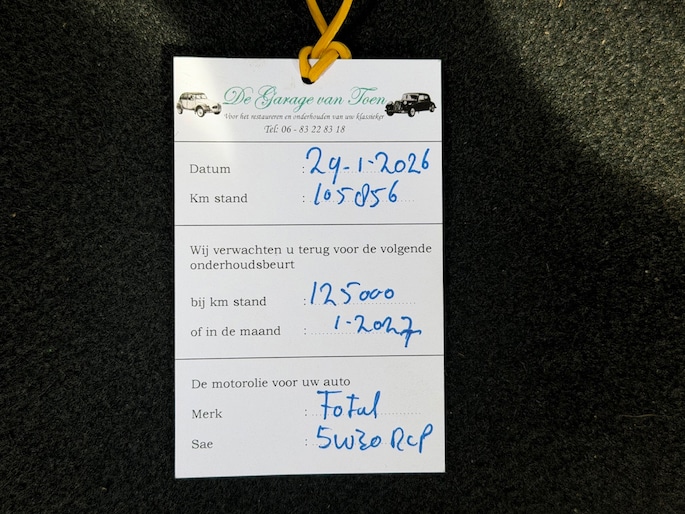 De Garage van Toen
Voor het restaureren en onderhouden van uw klassieker
Tel: 06 - 83 22 83 18
Datum : 29-1-2026
Km stand : 105856
Wij verwachten u terug voor de volgende
onderhoudsbeurt
bij km stand : 125000
of in de maand : 1-2027
De motorolie voor uw auto
Merk : Total
Sae : 5W30 RCP